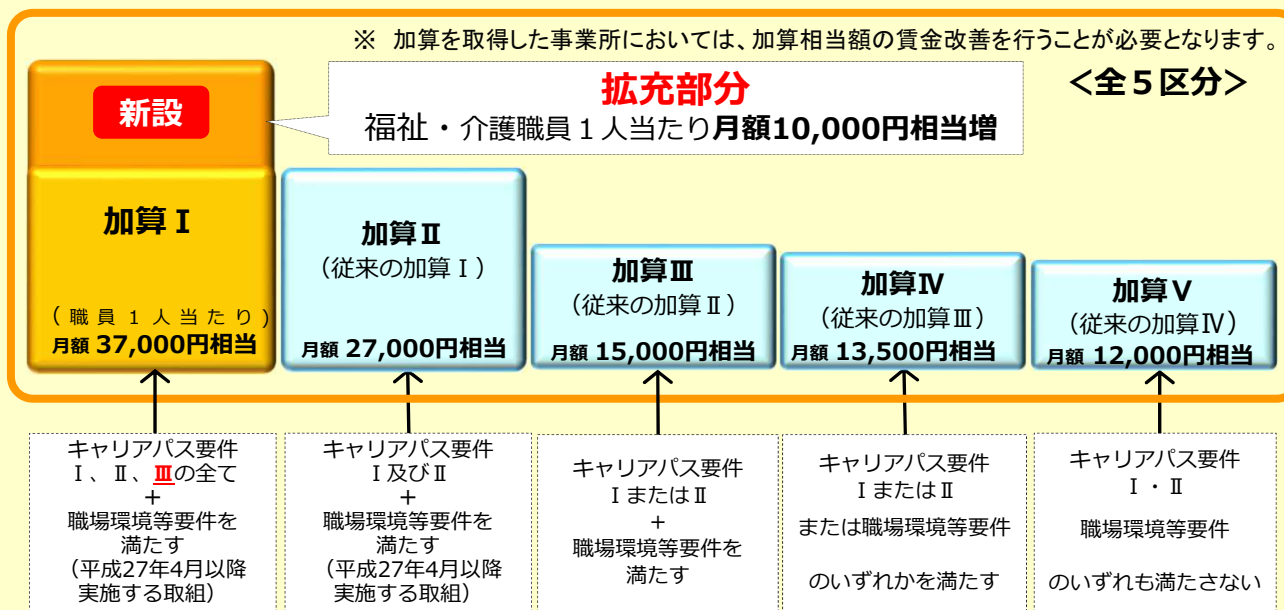 ※ 加算を取得した事業所においては、加算相当額の賃金改善を行うことが必要となります。
＜全５区分＞
新設
拡充部分
福祉・介護職員１人当たり月額10,000円相当増
加算Ⅰ
(職員１人当たり)
月額 37,000円相当
加算Ⅱ
（従来の加算Ⅰ）
月額 27,000円相当
加算Ⅲ
（従来の加算Ⅱ）
月額 15,000円相当
加算Ⅳ
（従来の加算Ⅲ）
月額 13,500円相当
加算Ⅴ
（従来の加算Ⅳ）
月額 12,000円相当
キャリアパス要件
Ⅰ、Ⅱ、Ⅲの全て
＋
職場環境等要件を
満たす
（平成27年4月以降
実施する取組）
キャリアパス要件
Ⅰ及びⅡ
＋
職場環境等要件を
満たす
（平成27年4月以降
実施する取組）
キャリアパス要件
ⅠまたはⅡ
＋
職場環境等要件を
満たす
キャリアパス要件
ⅠまたはⅡ
または職場環境等要件
のいずれかを満たす
キャリアパス要件
Ⅰ・Ⅱ
職場環境等要件
のいずれも満たさない